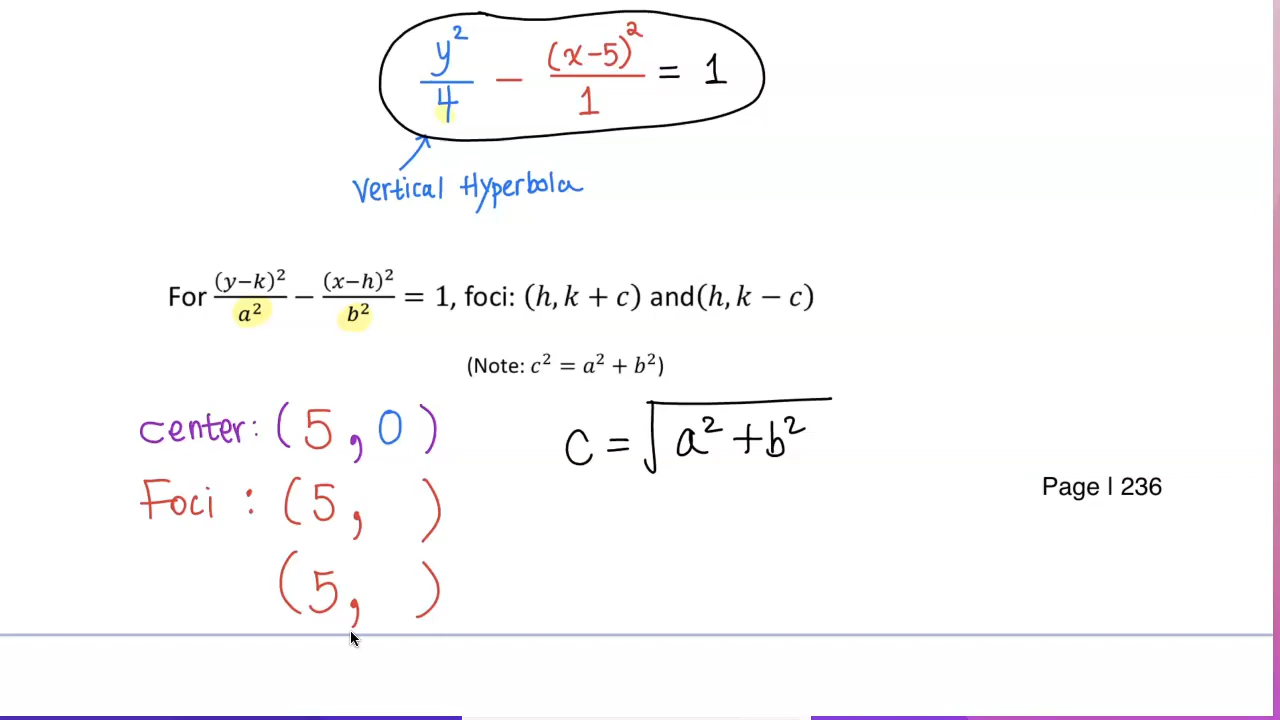 y²/4 − (x−5)²/1 = 1
Vertical Hyperbola
For (y−k)²/a² − (x−h)²/b² = 1, foci: (h, k + c) and(h, k − c)
(Note: c² = a² + b²)
center: (5, 0)
C = √(a² + b²)
Foci : (5,  )
Page | 236
(5,  )